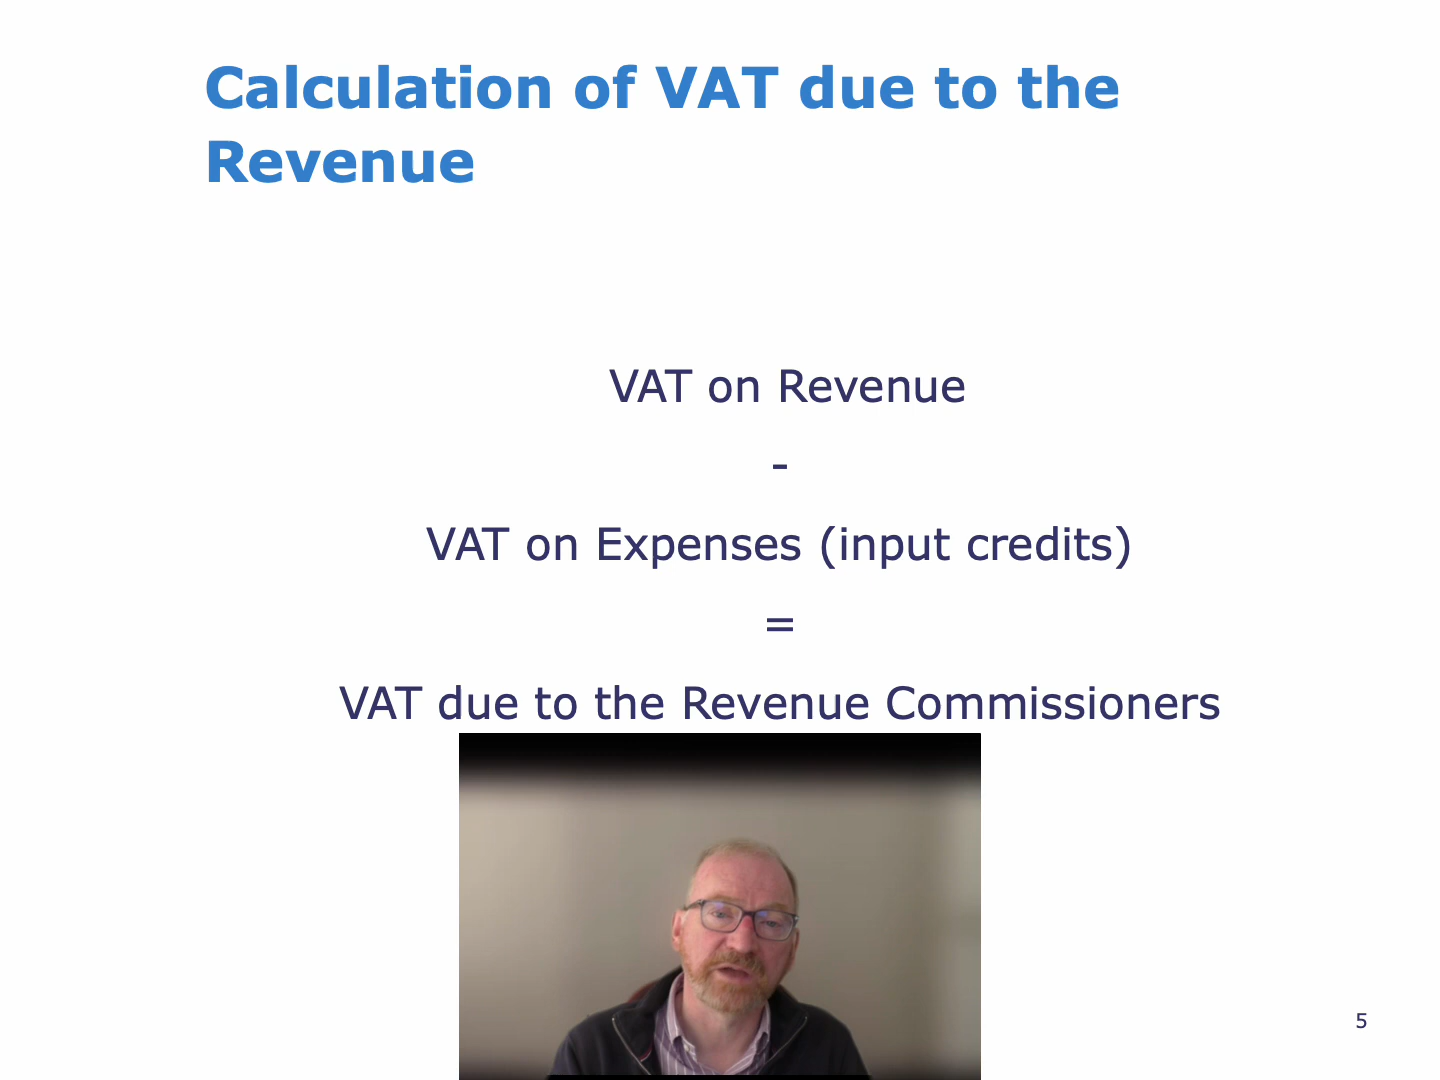 Calculation of VAT due to the
Revenue
VAT on Revenue
-
VAT on Expenses (input credits)
=
VAT due to the Revenue Commissioners
5